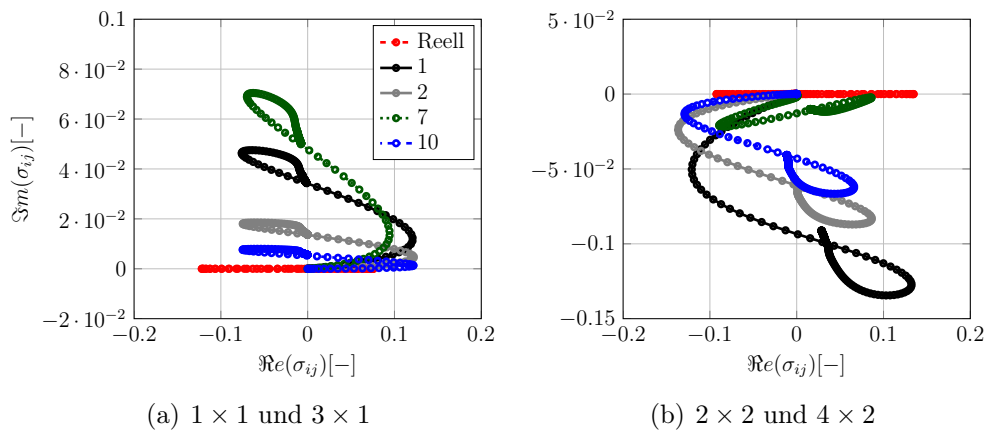 0.1
8 · 10⁻²
6 · 10⁻²
4 · 10⁻²
2 · 10⁻²
0
−2 · 10⁻²
ℑm(σᵢⱼ)[−]
Reell
1
2
7
10
−0.2 −0.1 0 0.1 0.2
ℜe(σᵢⱼ)[−]
(a) 1 × 1 und 3 × 1
5 · 10⁻²
0
−5 · 10⁻²
−0.1
−0.15
−0.2 −0.1 0 0.1 0.2
ℜe(σᵢⱼ)[−]
(b) 2 × 2 und 4 × 2